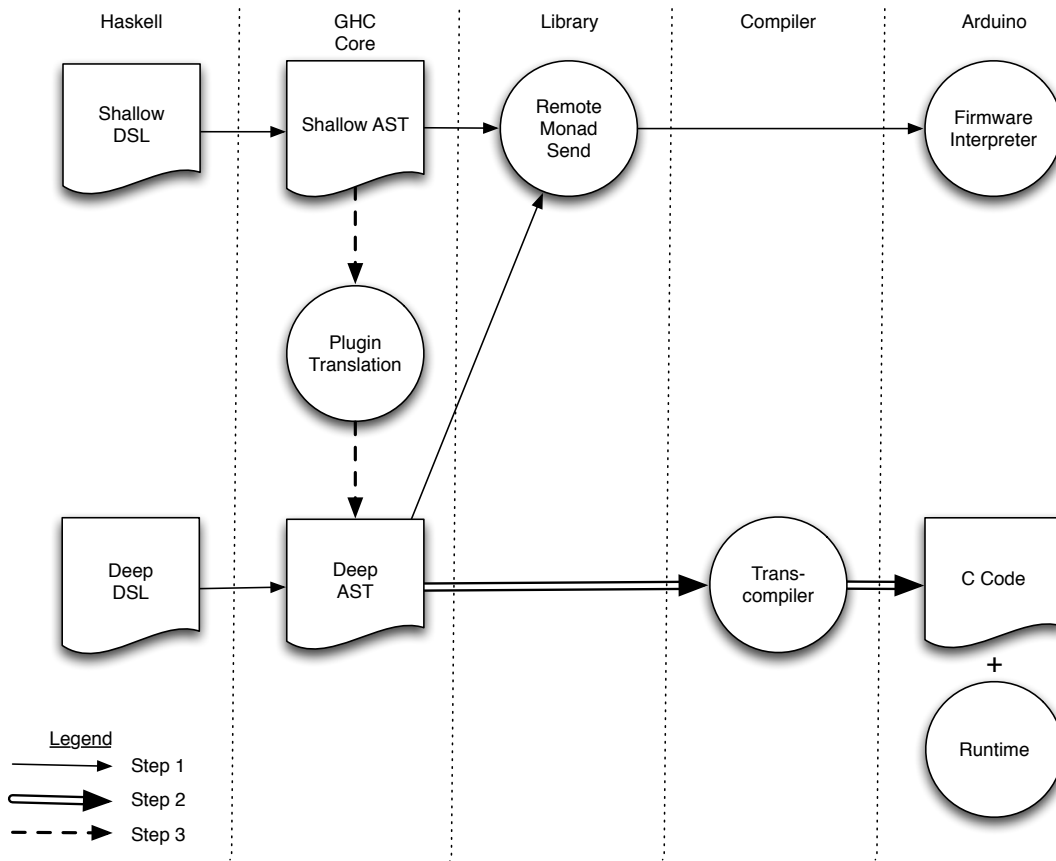 Haskell
GHC
Core
Library
Compiler
Arduino
Shallow
DSL
Shallow AST
Remote
Monad
Send
Firmware
Interpreter
Plugin
Translation
Deep
DSL
Deep
AST
Trans-
compiler
C Code
+
Runtime
Legend
Step 1
Step 2
Step 3